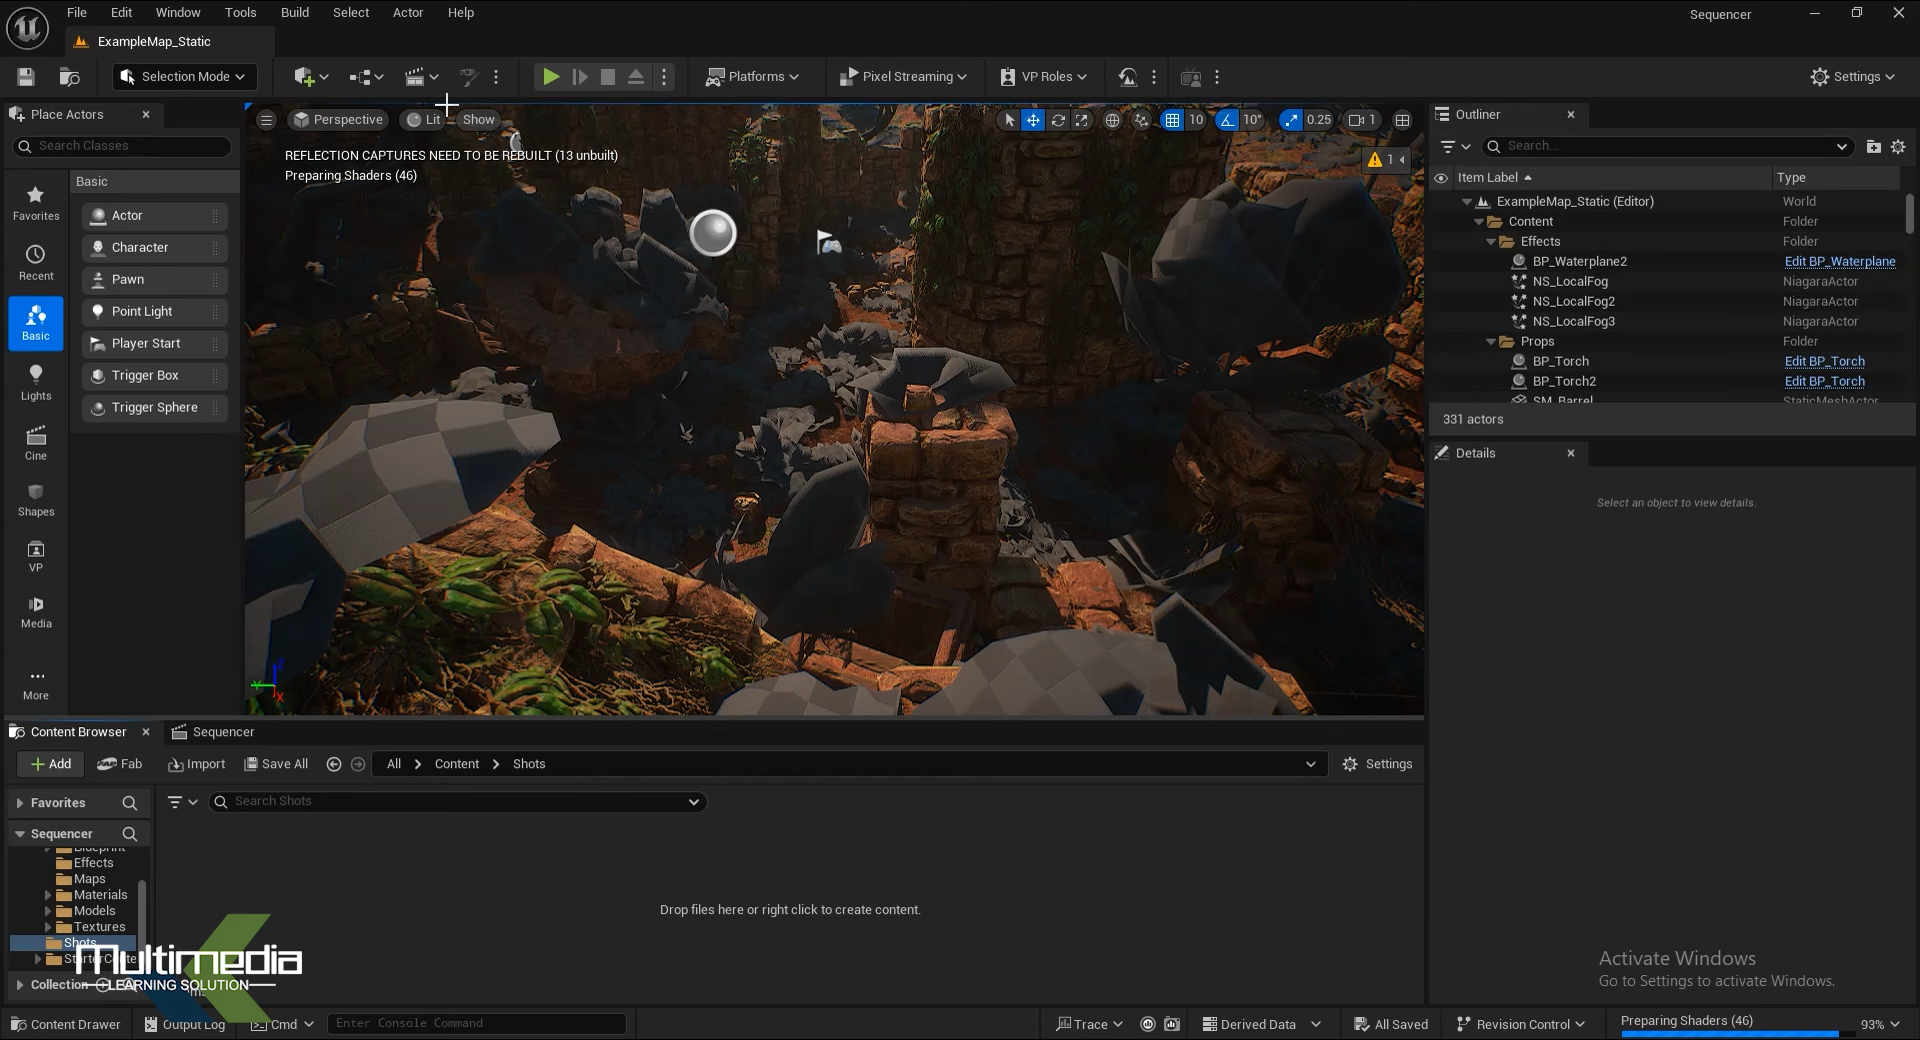 File Edit Window Tools Build Select Actor Help
Sequencer
ExampleMap_Static
Selection Mode
Platforms
Pixel Streaming
VP Roles
Settings
Place Actors
Search Classes
Favorites
Recent
Basic
Lights
Cine
Shapes
VP
Media
More
Basic
Actor
Character
Pawn
Point Light
Player Start
Trigger Box
Trigger Sphere
Perspective
Lit
Show
10
10°
0.25
1
REFLECTION CAPTURES NEED TO BE REBUILT (13 unbuilt)
Preparing Shaders (46)
1
Z
Y
X
Outliner
Search...
Item Label Type
ExampleMap_Static (Editor) World
Content Folder
Effects Folder
BP_Waterplane2 Edit BP_Waterplane
NS_LocalFog NiagaraActor
NS_LocalFog2 NiagaraActor
NS_LocalFog3 NiagaraActor
Props Folder
BP_Torch Edit BP_Torch
BP_Torch2 Edit BP_Torch
SM_Barrel StaticMeshActor
331 actors
Details
Select an object to view details.
Content Browser
Sequencer
Add
Fab
Import
Save All
All > Content > Shots
Settings
Favorites
Search Shots
Sequencer
Blueprint
Effects
Maps
Materials
Models
Textures
Shots
StarterConte
Collection
Drop files here or right click to create content.
Multimedia
LEARNING SOLUTION
Activate Windows
Go to Settings to activate Windows.
Content Drawer
Output Log
Cmd
Enter Console Command
Trace
Derived Data
All Saved
Revision Control
Preparing Shaders (46)
93%